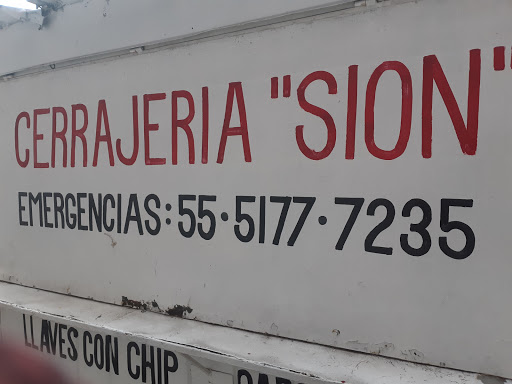 CERRAJERIA "SION"
EMERGENCIAS: 55·5177·7235
LLAVES CON CHIP